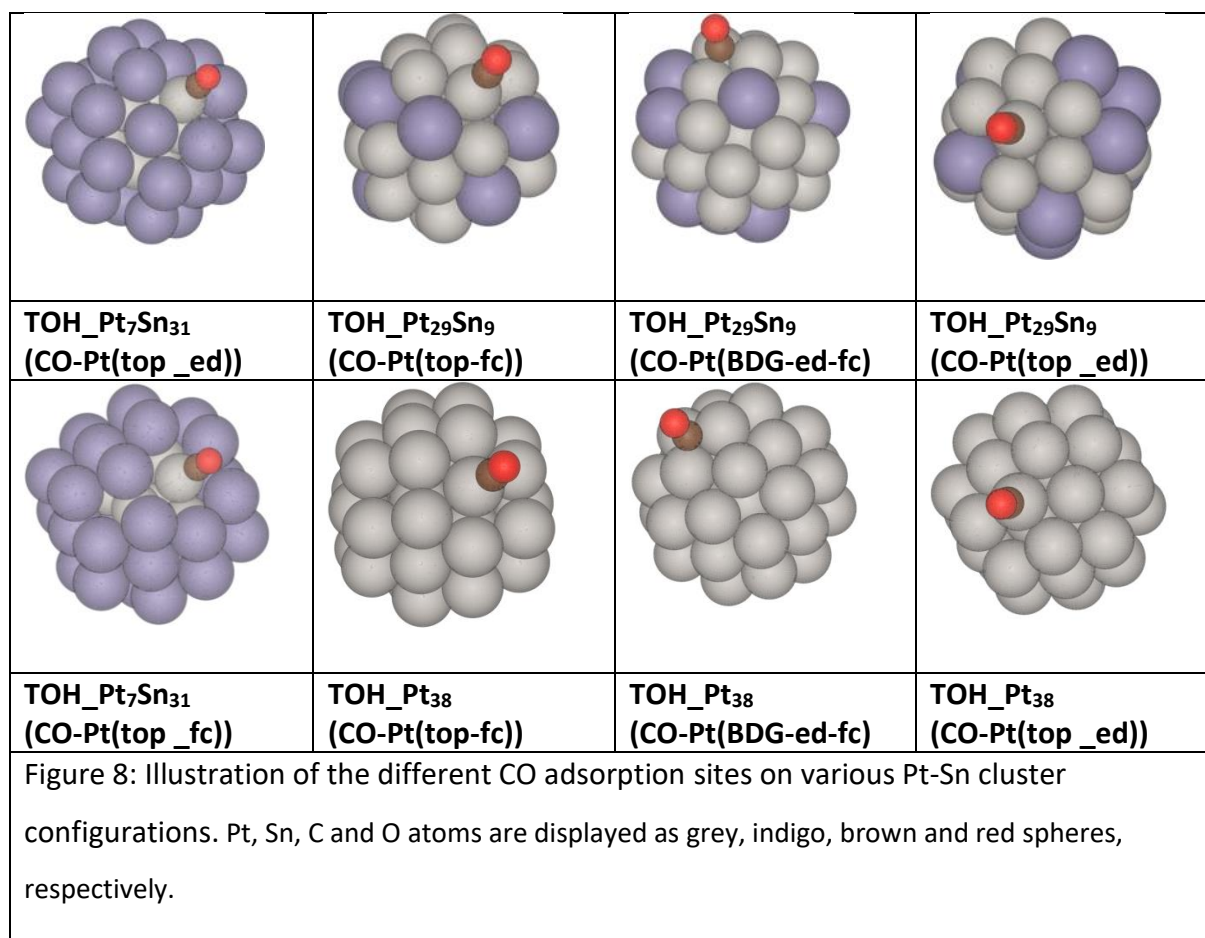 TOH_Pt₇Sn₃₁
(CO-Pt(top _ed))
TOH_Pt₂₉Sn₉
(CO-Pt(top-fc))
TOH_Pt₂₉Sn₉
(CO-Pt(BDG-ed-fc)
TOH_Pt₂₉Sn₉
(CO-Pt(top _ed))
TOH_Pt₇Sn₃₁
(CO-Pt(top _fc))
TOH_Pt₃₈
(CO-Pt(top-fc))
TOH_Pt₃₈
(CO-Pt(BDG-ed-fc)
TOH_Pt₃₈
(CO-Pt(top _ed))
Figure 8: Illustration of the different CO adsorption sites on various Pt-Sn cluster
configurations. Pt, Sn, C and O atoms are displayed as grey, indigo, brown and red spheres,
respectively.